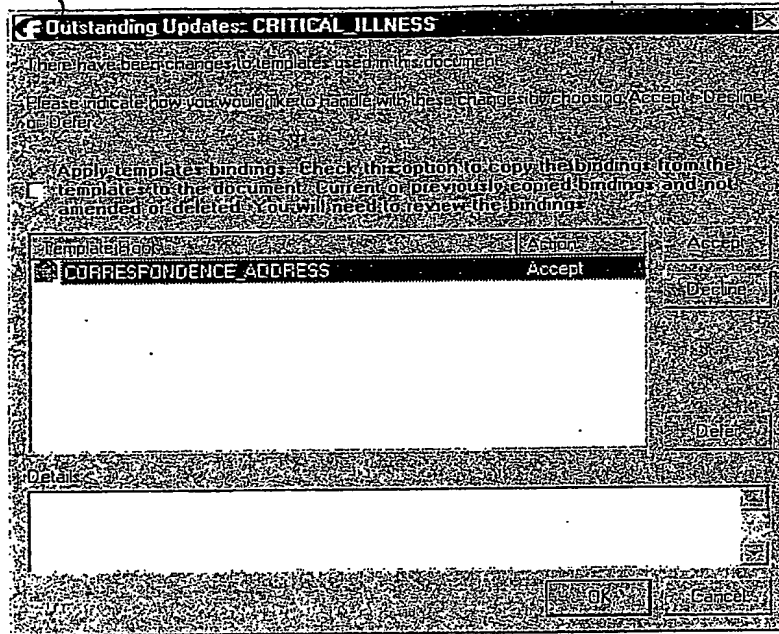 Outstanding Updates: CRITICAL_ILLNESS
There have been changes to templates used in this document
Please indicate how you would like to handle with these changes by choosing Accept, Decline
or Defer
Apply templates bindings. Check this option to copy the bindings from the
templates to the document. Current or previously copied bindings and not
amended or deleted. You will need to review the bindings
Action
Accept
CORRESPONDENCE_ADDRESS Accept
Decline
Defer
Details
OK Cancel